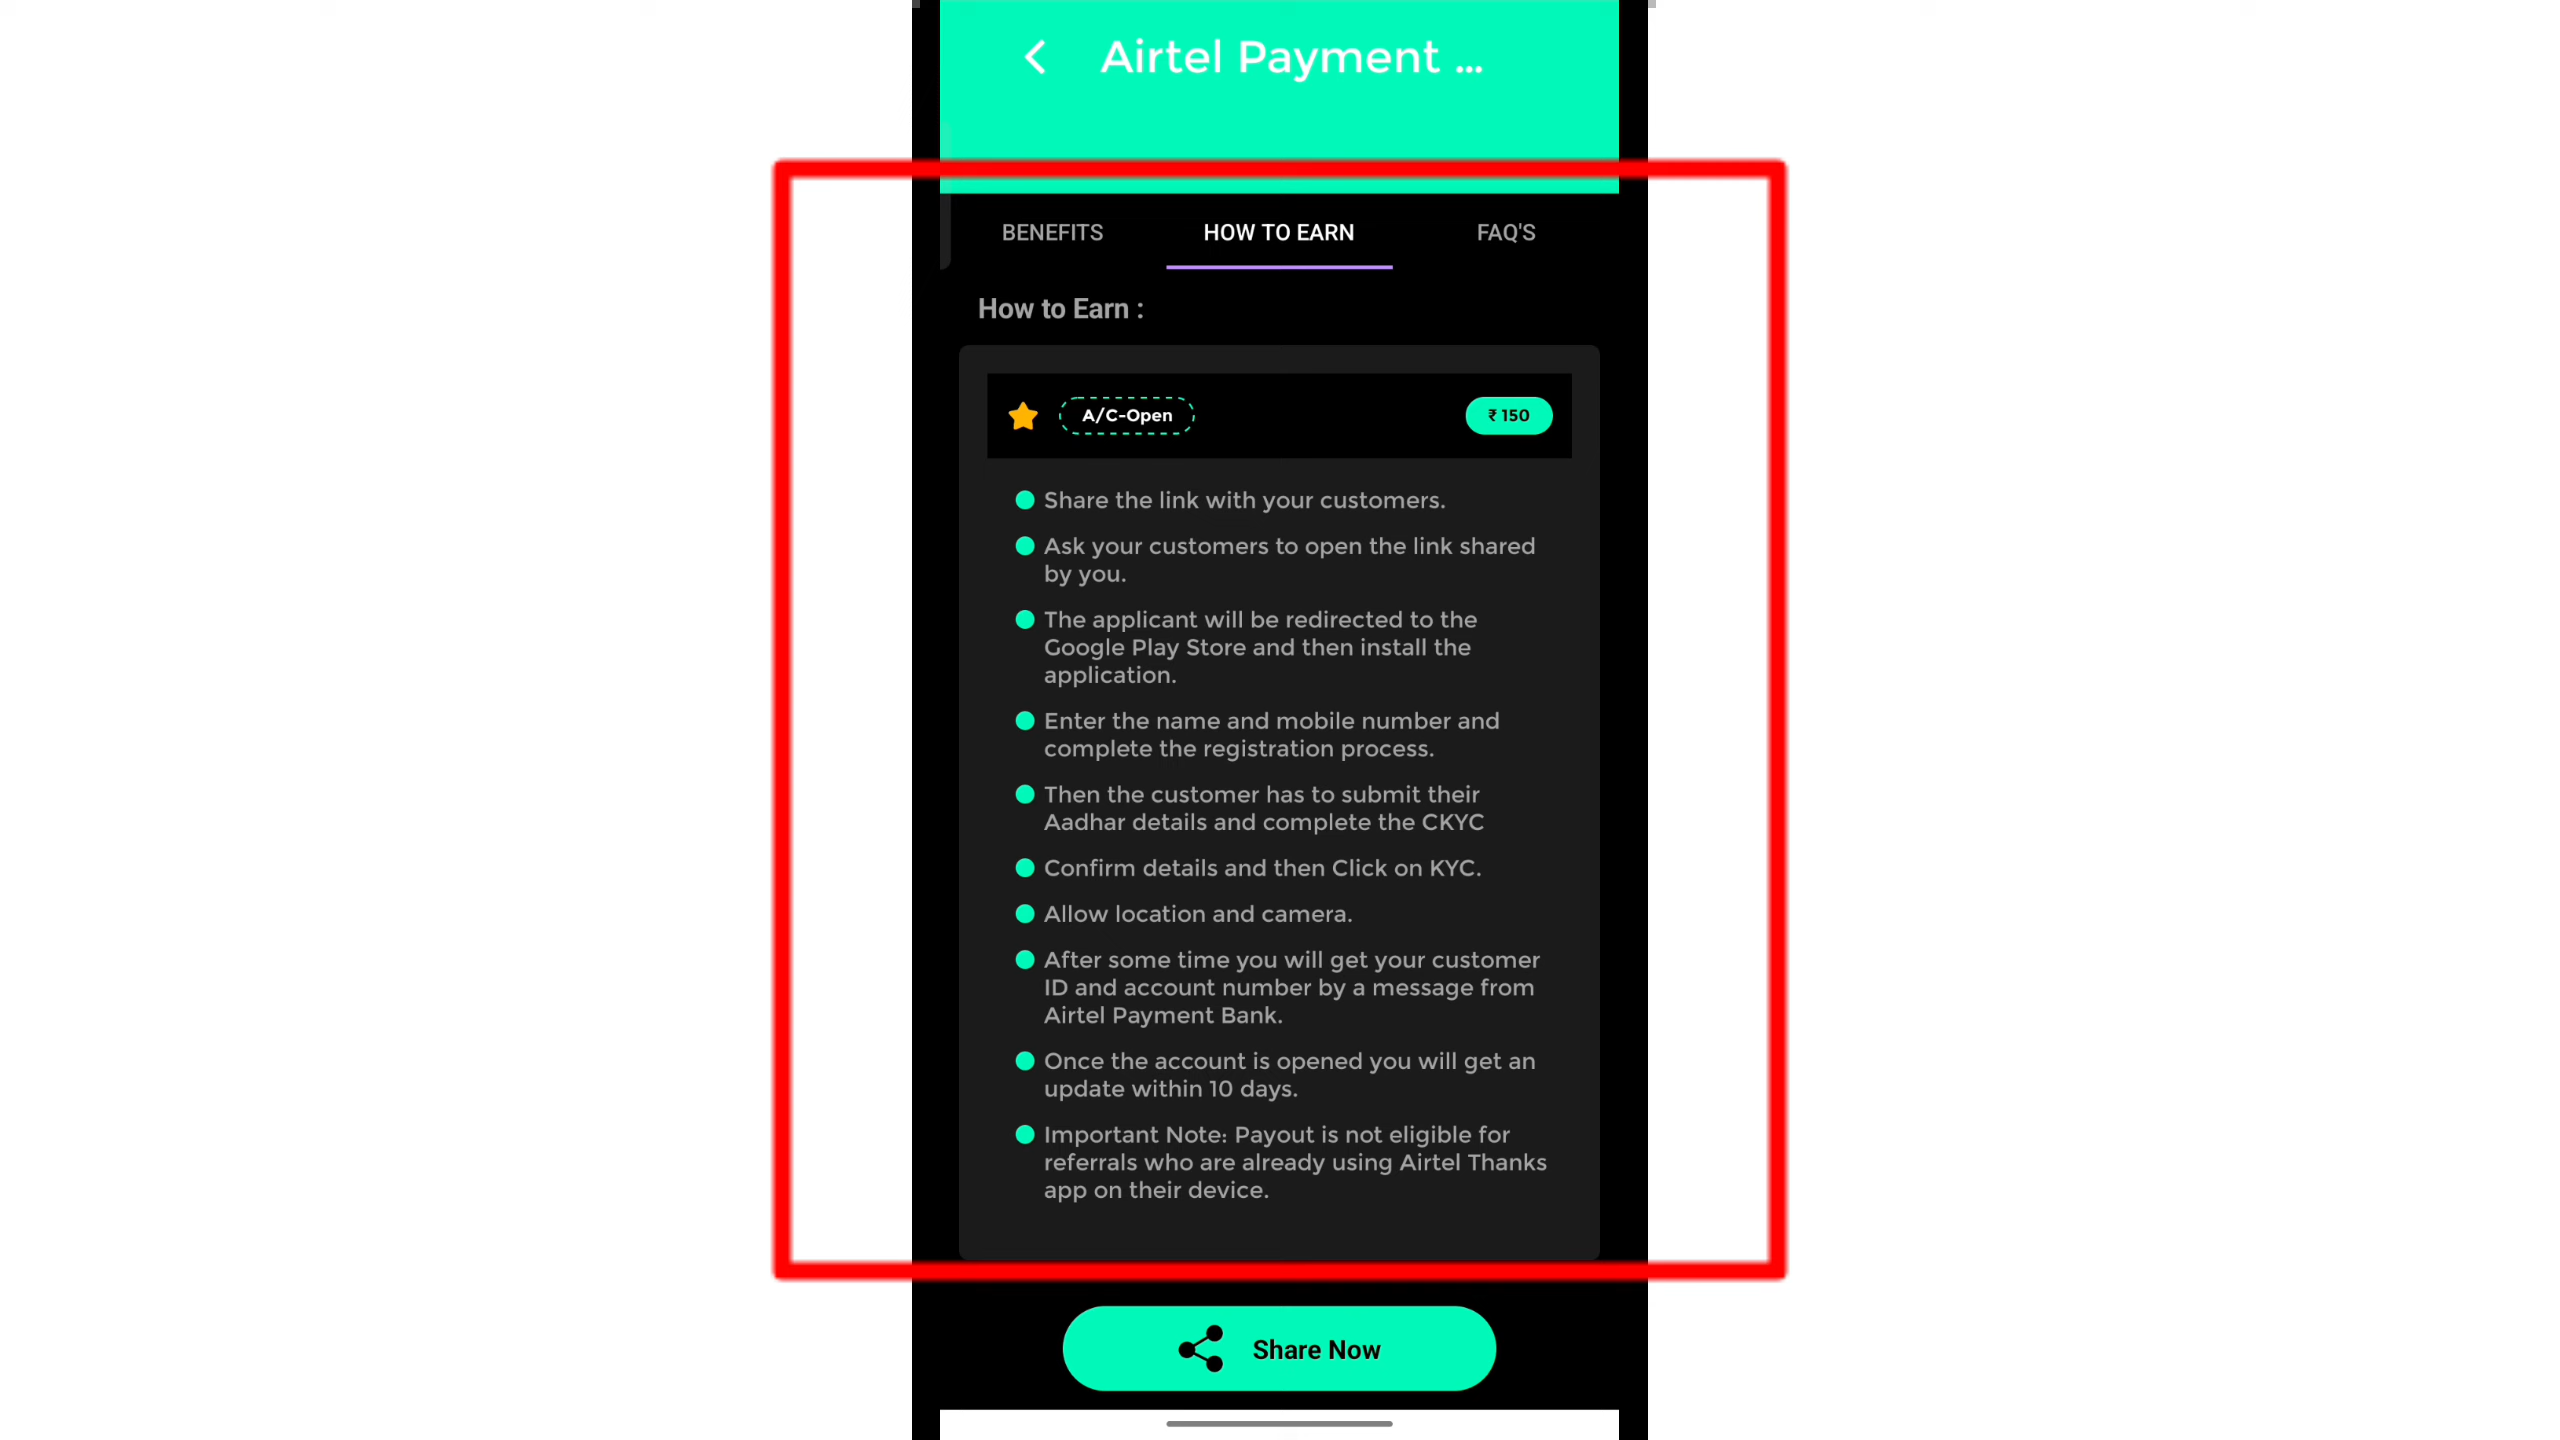 Airtel Payment ...
BENEFITS
HOW TO EARN
FAQ'S
How to Earn :
A/C-Open
₹ 150
Share the link with your customers.
Ask your customers to open the link shared
by you.
The applicant will be redirected to the
Google Play Store and then install the
application.
Enter the name and mobile number and
complete the registration process.
Then the customer has to submit their
Aadhar details and complete the CKYC
Confirm details and then Click on KYC.
Allow location and camera.
After some time you will get your customer
ID and account number by a message from
Airtel Payment Bank.
Once the account is opened you will get an
update within 10 days.
Important Note: Payout is not eligible for
referrals who are already using Airtel Thanks
app on their device.
Share Now